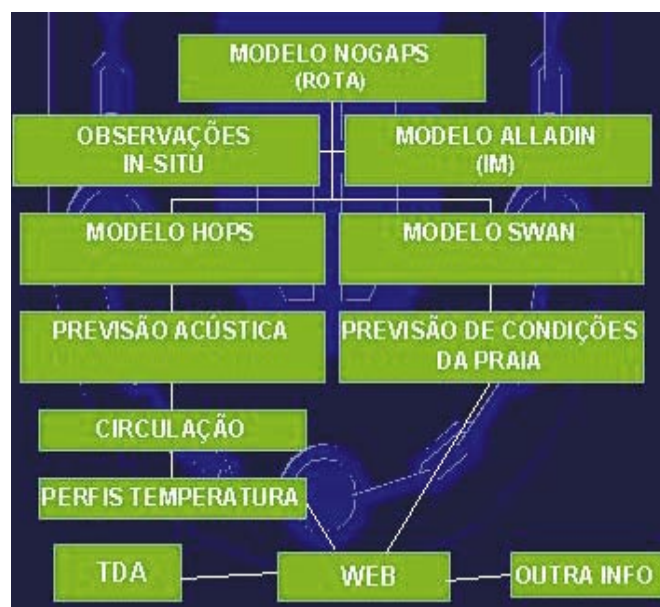 MODELO NOGAPS
(ROTA)
OBSERVAÇÕES
IN-SITU
MODELO ALLADIN
(IM)
MODELO HOPS
MODELO SWAN
PREVISÃO ACÚSTICA
PREVISÃO DE CONDIÇÕES
DA PRAIA
CIRCULAÇÃO
PERFIS TEMPERATURA
TDA
WEB
OUTRA INFO